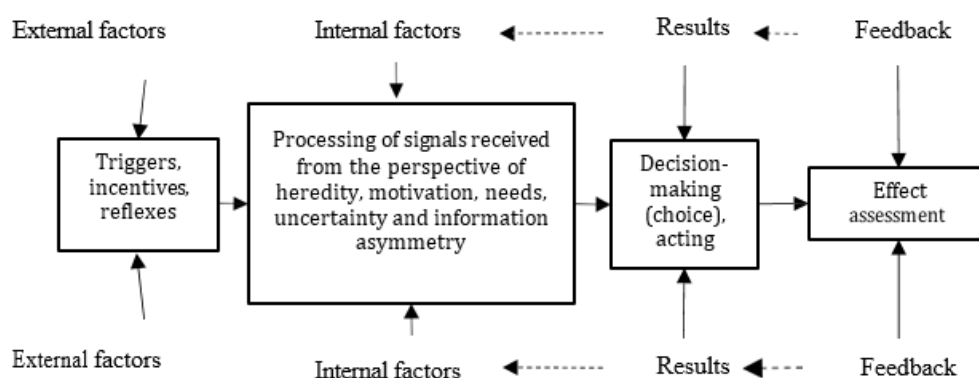 External factors
Internal factors
Results
Feedback
Triggers,
incentives,
reflexes
Processing of signals received
from the perspective of
heredity, motivation, needs,
uncertainty and information
asymmetry
Decision-
making
(choice),
acting
Effect
assessment
External factors
Internal factors
Results
Feedback